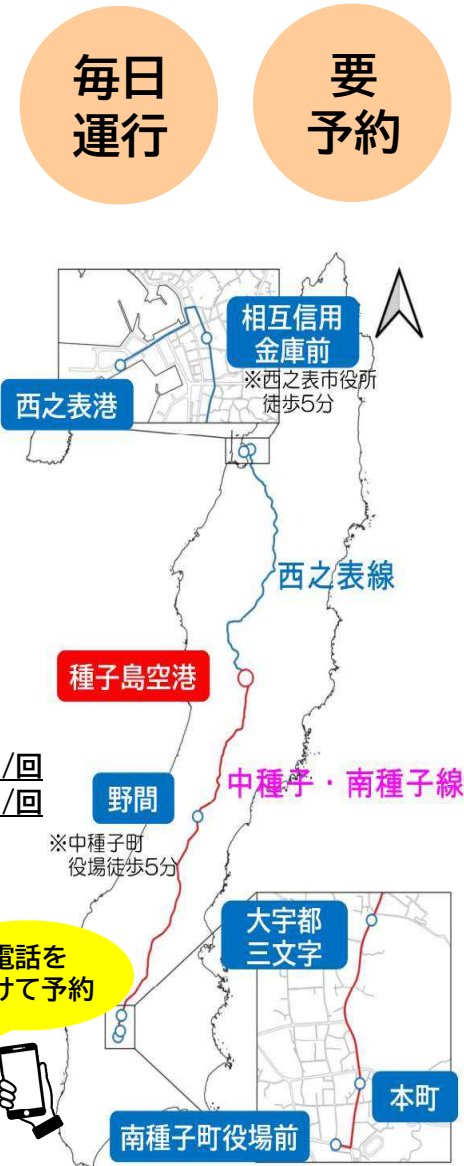 毎日
運行
要
予約
相互信用
金庫前
※西之表市役所
徒歩5分
西之表港
西之表線
種子島空港
/回
/回
中種子・南種子線
野間
※中種子町
役場徒歩5分
大宇都
三文字
電話を
けて予約
本町
南種子町役場前